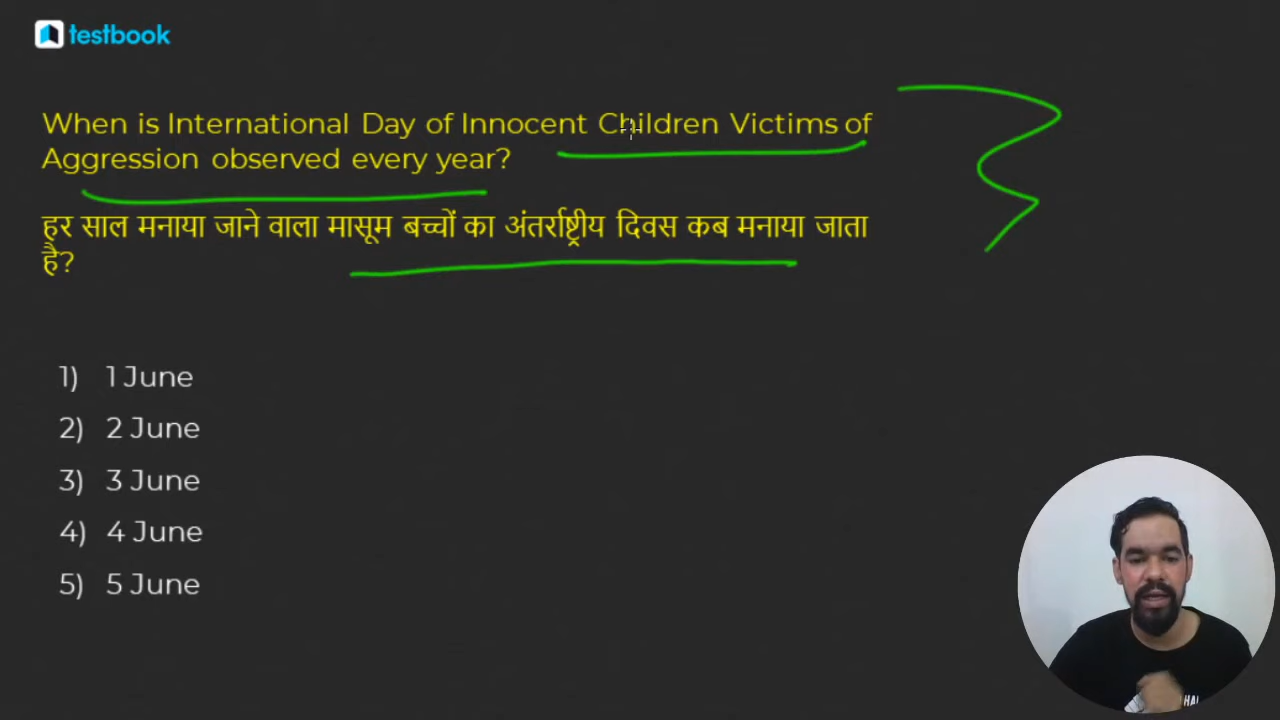 testbook
When is International Day of Innocent Children Victims of
Aggression observed every year?
हर साल मनाया जाने वाला मासूम बच्चों का अंतर्राष्ट्रीय दिवस कब मनाया जाता
है?
1) 1 June
2) 2 June
3) 3 June
4) 4 June
5) 5 June